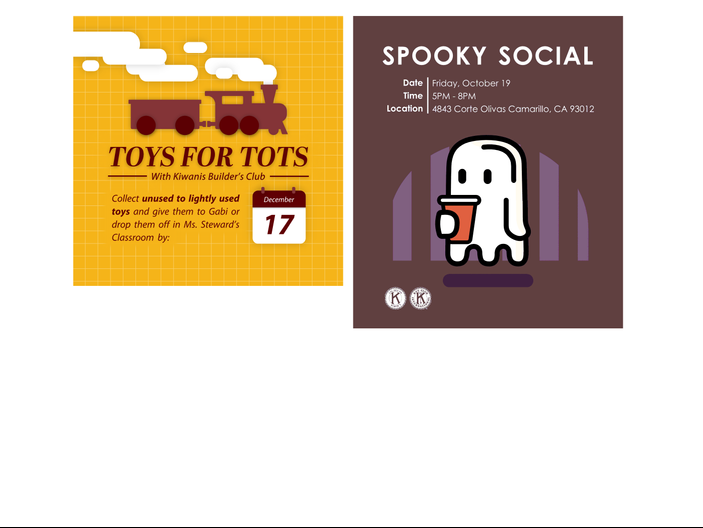 TOYS FOR TOTS
With Kiwanis Builder's Club
Collect unused to lightly used
toys and give them to Gabi or
drop them off in Ms. Steward's
Classroom by:
December
17
SPOOKY SOCIAL
Date Friday, October 19
Time 5PM - 8PM
Location 4843 Corte Olivas Camarillo, CA 93012
K
K